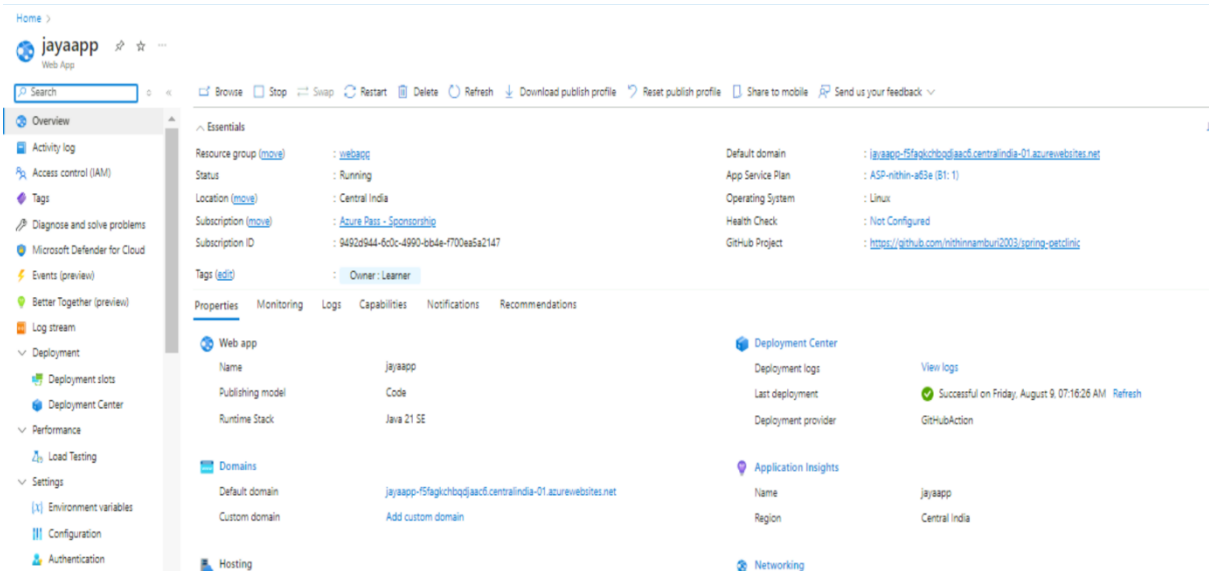 Home >
jayaapp
Web App
Search
Browse Stop Swap Restart Delete Refresh Download publish profile Reset publish profile Share to mobile Send us your feedback
Overview
Activity log
Access control (IAM)
Tags
Diagnose and solve problems
Microsoft Defender for Cloud
Events (preview)
Better Together (preview)
Log stream
Deployment
Deployment slots
Deployment Center
Performance
Load Testing
Settings
Environment variables
Configuration
Authentication
Essentials
Resource group (move) : webapp
Status : Running
Location (move) : Central India
Subscription (move) : Azure Pass - Sponsorship
Subscription ID : 9492d944-6c0c-4990-bb4e-f700ea5a2147
Tags (edit) : Owner : Learner
Default domain : jayaapp-f5fagkchbqdjaac6.centralindia-01.azurewebsites.net
App Service Plan : ASP-nithin-a63e (B1: 1)
Operating System : Linux
Health Check : Not Configured
GitHub Project : https://github.com/nithinnamburi2003/spring-petclinic
Properties Monitoring Logs Capabilities Notifications Recommendations
Web app
Name jayaapp
Publishing model Code
Runtime Stack Java 21 SE
Domains
Default domain jayaapp-f5fagkchbqdjaac6.centralindia-01.azurewebsites.net
Custom domain Add custom domain
Hosting
Deployment Center
Deployment logs View logs
Last deployment Successful on Friday, August 9, 07:16:26 AM Refresh
Deployment provider GitHubAction
Application Insights
Name jayaapp
Region Central India
Networking